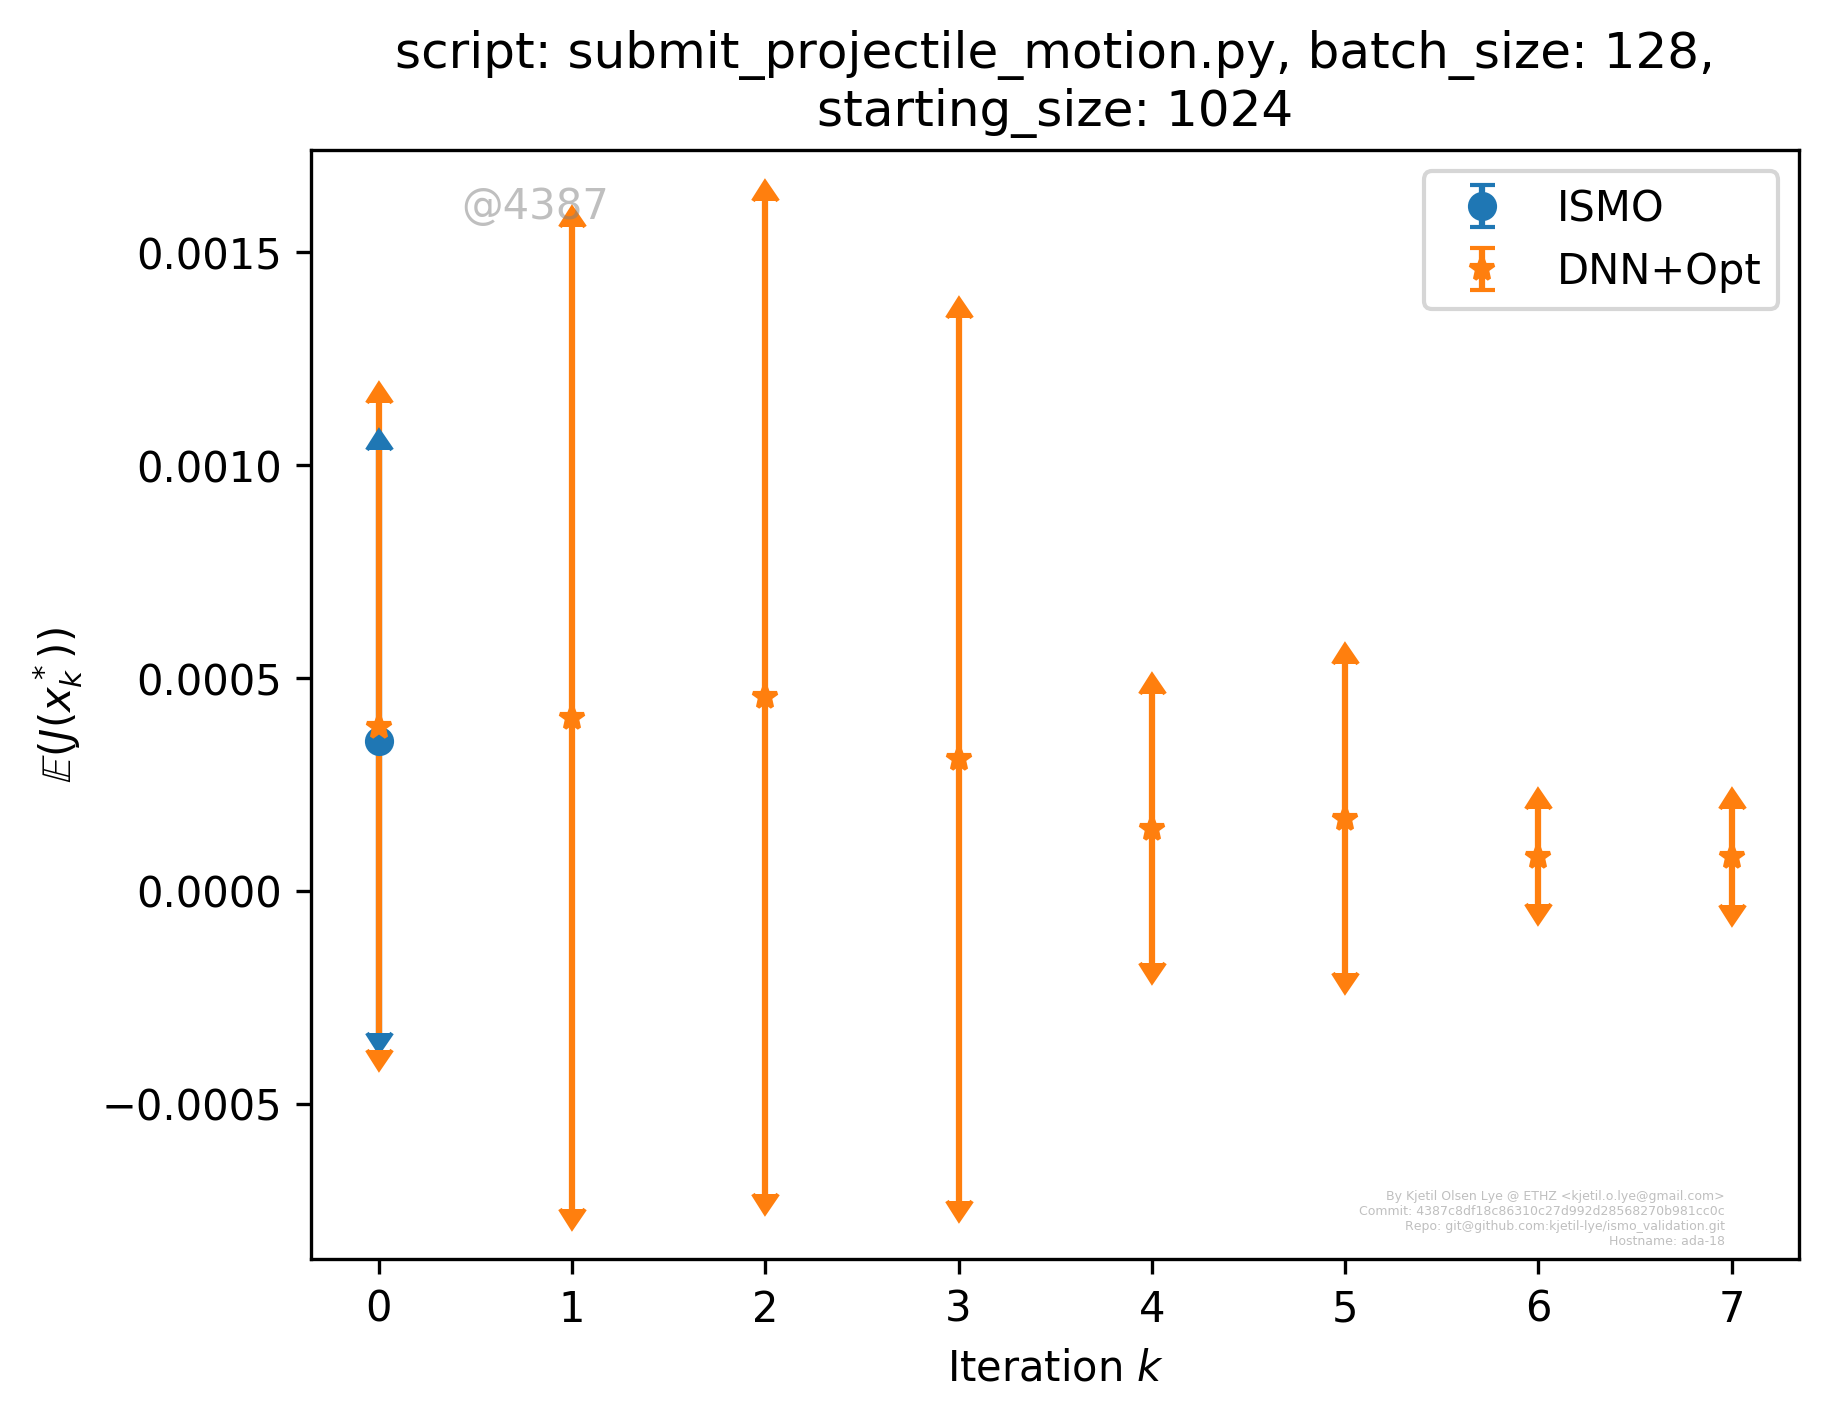 script: submit_projectile_motion.py, batch_size: 128,
starting_size: 1024
@4387
ISMO
DNN+Opt
0.0015
0.0010
0.0005
0.0000
−0.0005
𝔼(J(x*k))
0 1 2 3 4 5 6 7
Iteration k
By Kjetil Olsen Lye @ ETHZ <kjetil.o.lye@gmail.com>
Commit: 4387c8df18c86310c27d992d28568270b981cc0c
Repo: git@github.com:kjetil-lye/ismo_validation.git
Hostname: ada-18